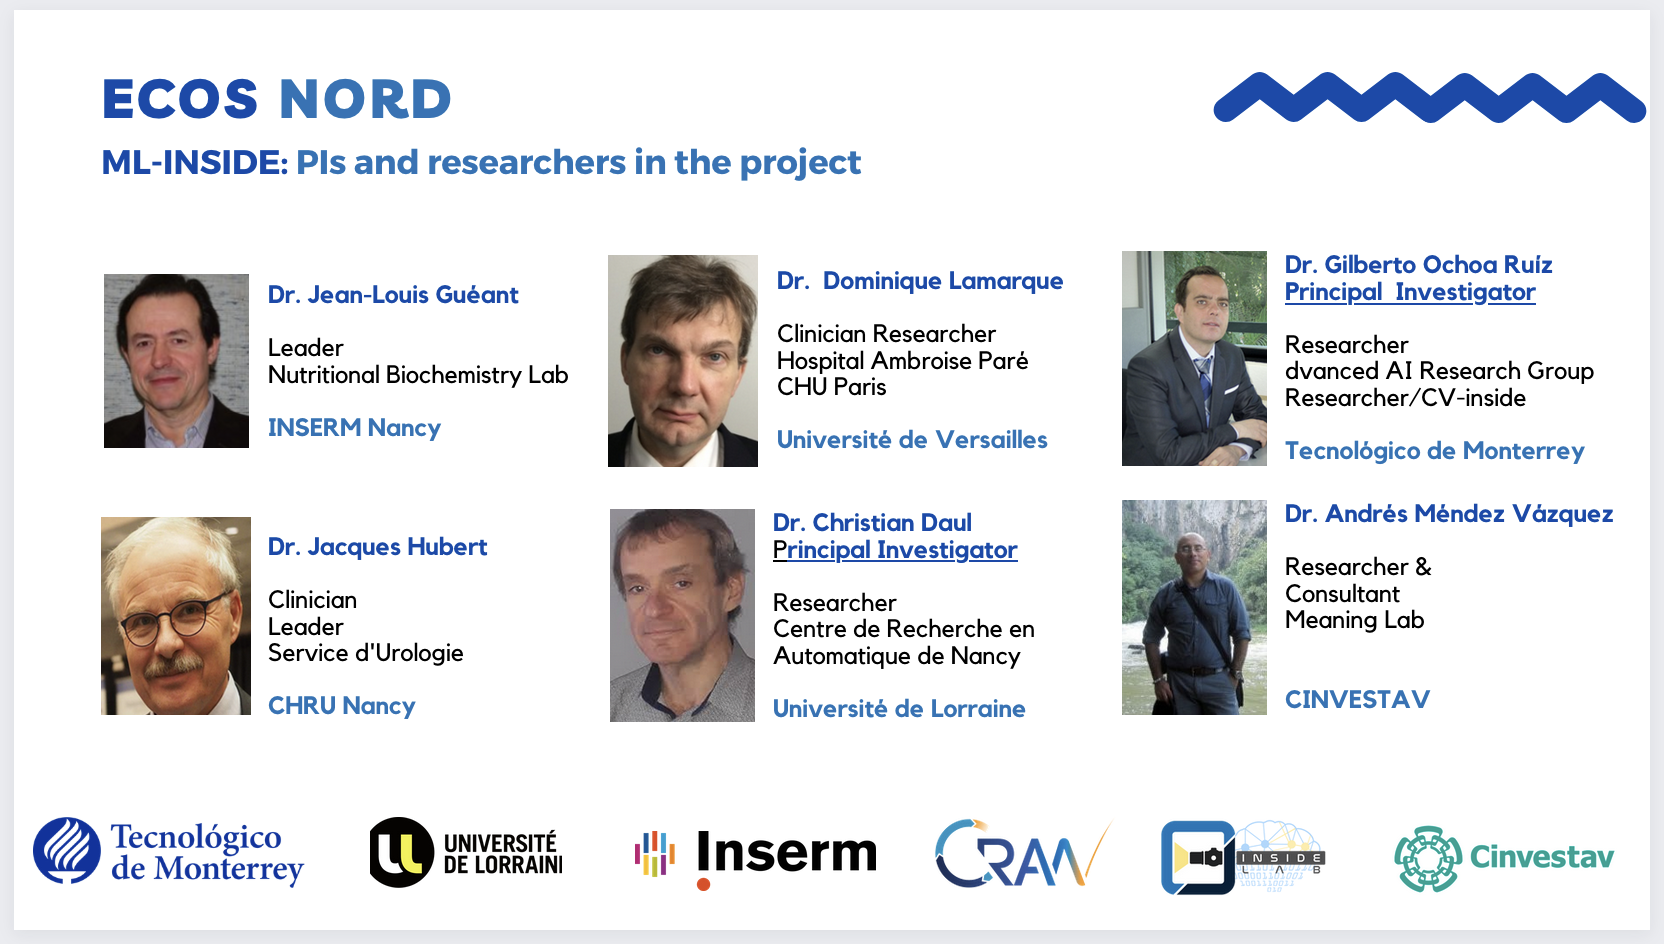 ECOS NORD
ML-INSIDE: PIs and researchers in the project
Dr. Jean-Louis Guéant
Leader
Nutritional Biochemistry Lab
INSERM Nancy
Dr. Dominique Lamarque
Clinician Researcher
Hospital Ambroise Paré
CHU Paris
Université de Versailles
Dr. Gilberto Ochoa Ruíz
Principal Investigator
Researcher
dvanced AI Research Group
Researcher/CV-inside
Tecnológico de Monterrey
Dr. Jacques Hubert
Clinician
Leader
Service d'Urologie
CHRU Nancy
Dr. Christian Daul
Principal Investigator
Researcher
Centre de Recherche en
Automatique de Nancy
Université de Lorraine
Dr. Andrés Méndez Vázquez
Researcher &
Consultant
Meaning Lab
CINVESTAV
Tecnológico
de Monterrey
UNIVERSITÉ
DE LORRAIN
Inserm
CRAN
INSIDE
LAB
Cinvestav